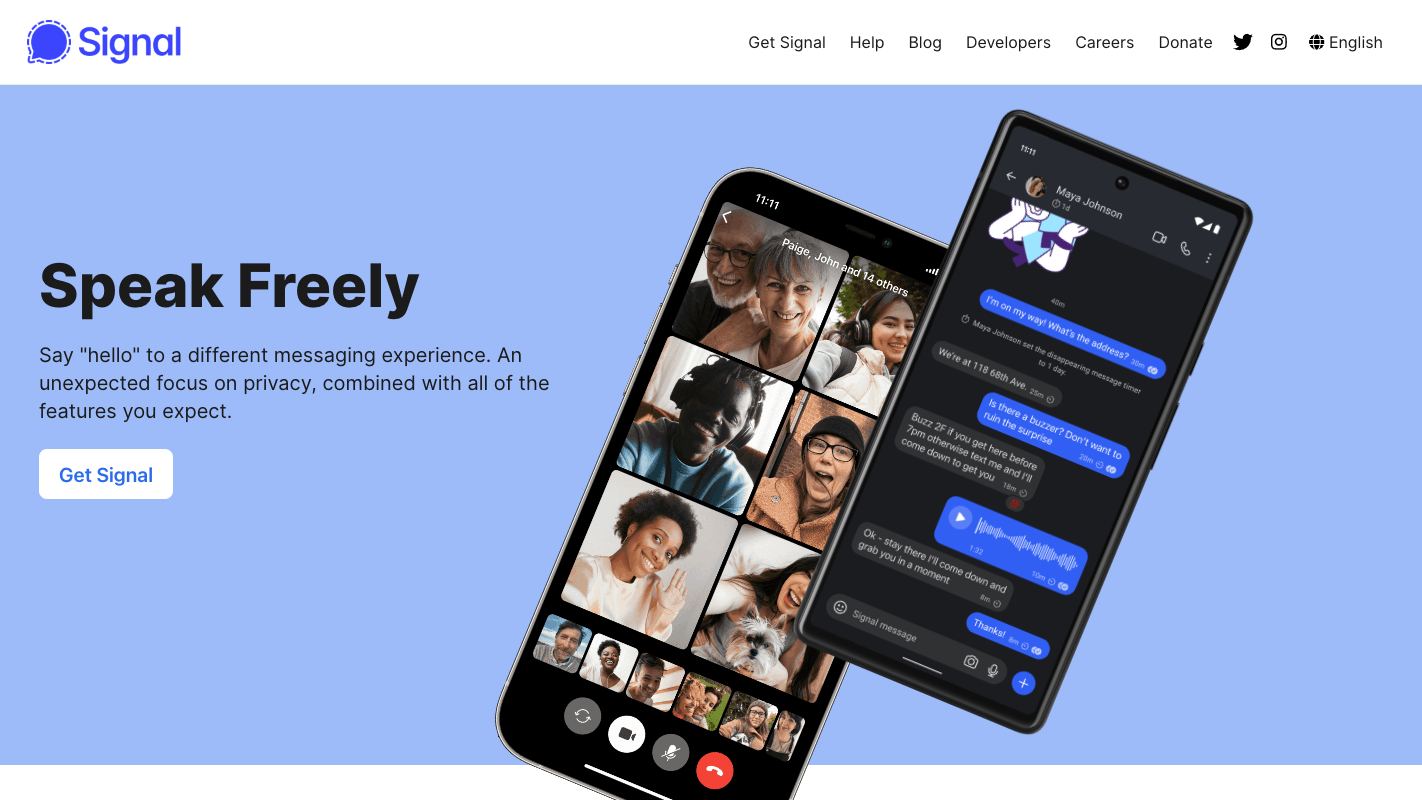 Signal
Get Signal
Help
Blog
Developers
Careers
Donate
English
Speak Freely
Say "hello" to a different messaging experience. An
unexpected focus on privacy, combined with all of the
features you expect.
Get Signal
11:11
Paige, John and 14 others
11:11
Maya Johnson
1d
40m
I'm on my way! What's the address? 30m
Maya Johnson set the disappearing message timer
to 1 day.
We're at 118 68th Ave. 25m
Is there a buzzer? Don't want to
ruin the surprise
20m
Buzz 2F if you get here before
7pm otherwise text me and I'll
come down to get you 18m
1:32
10m
Ok - stay there I'll come down and
grab you in a moment
8m
Thanks! 8m
Signal message